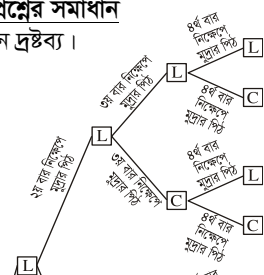 প্রশ্নের সমাধান
ন দ্রষ্টব্য।
৪র্থ বার
নিক্ষেপে
মুদ্রার পিঠ
L
৩য় বার নিক্ষেপে
মুদ্রার পিঠ
L
৪র্থ বার
নিক্ষেপে
মুদ্রার পিঠ
C
২য় বার নিক্ষেপে
মুদ্রার পিঠ
L
৪র্থ বার
নিক্ষেপে
মুদ্রার পিঠ
L
৩য় বার নিক্ষেপে
মুদ্রার পিঠ
C
৪র্থ বার
নিক্ষেপে
মুদ্রার পিঠ
C
L